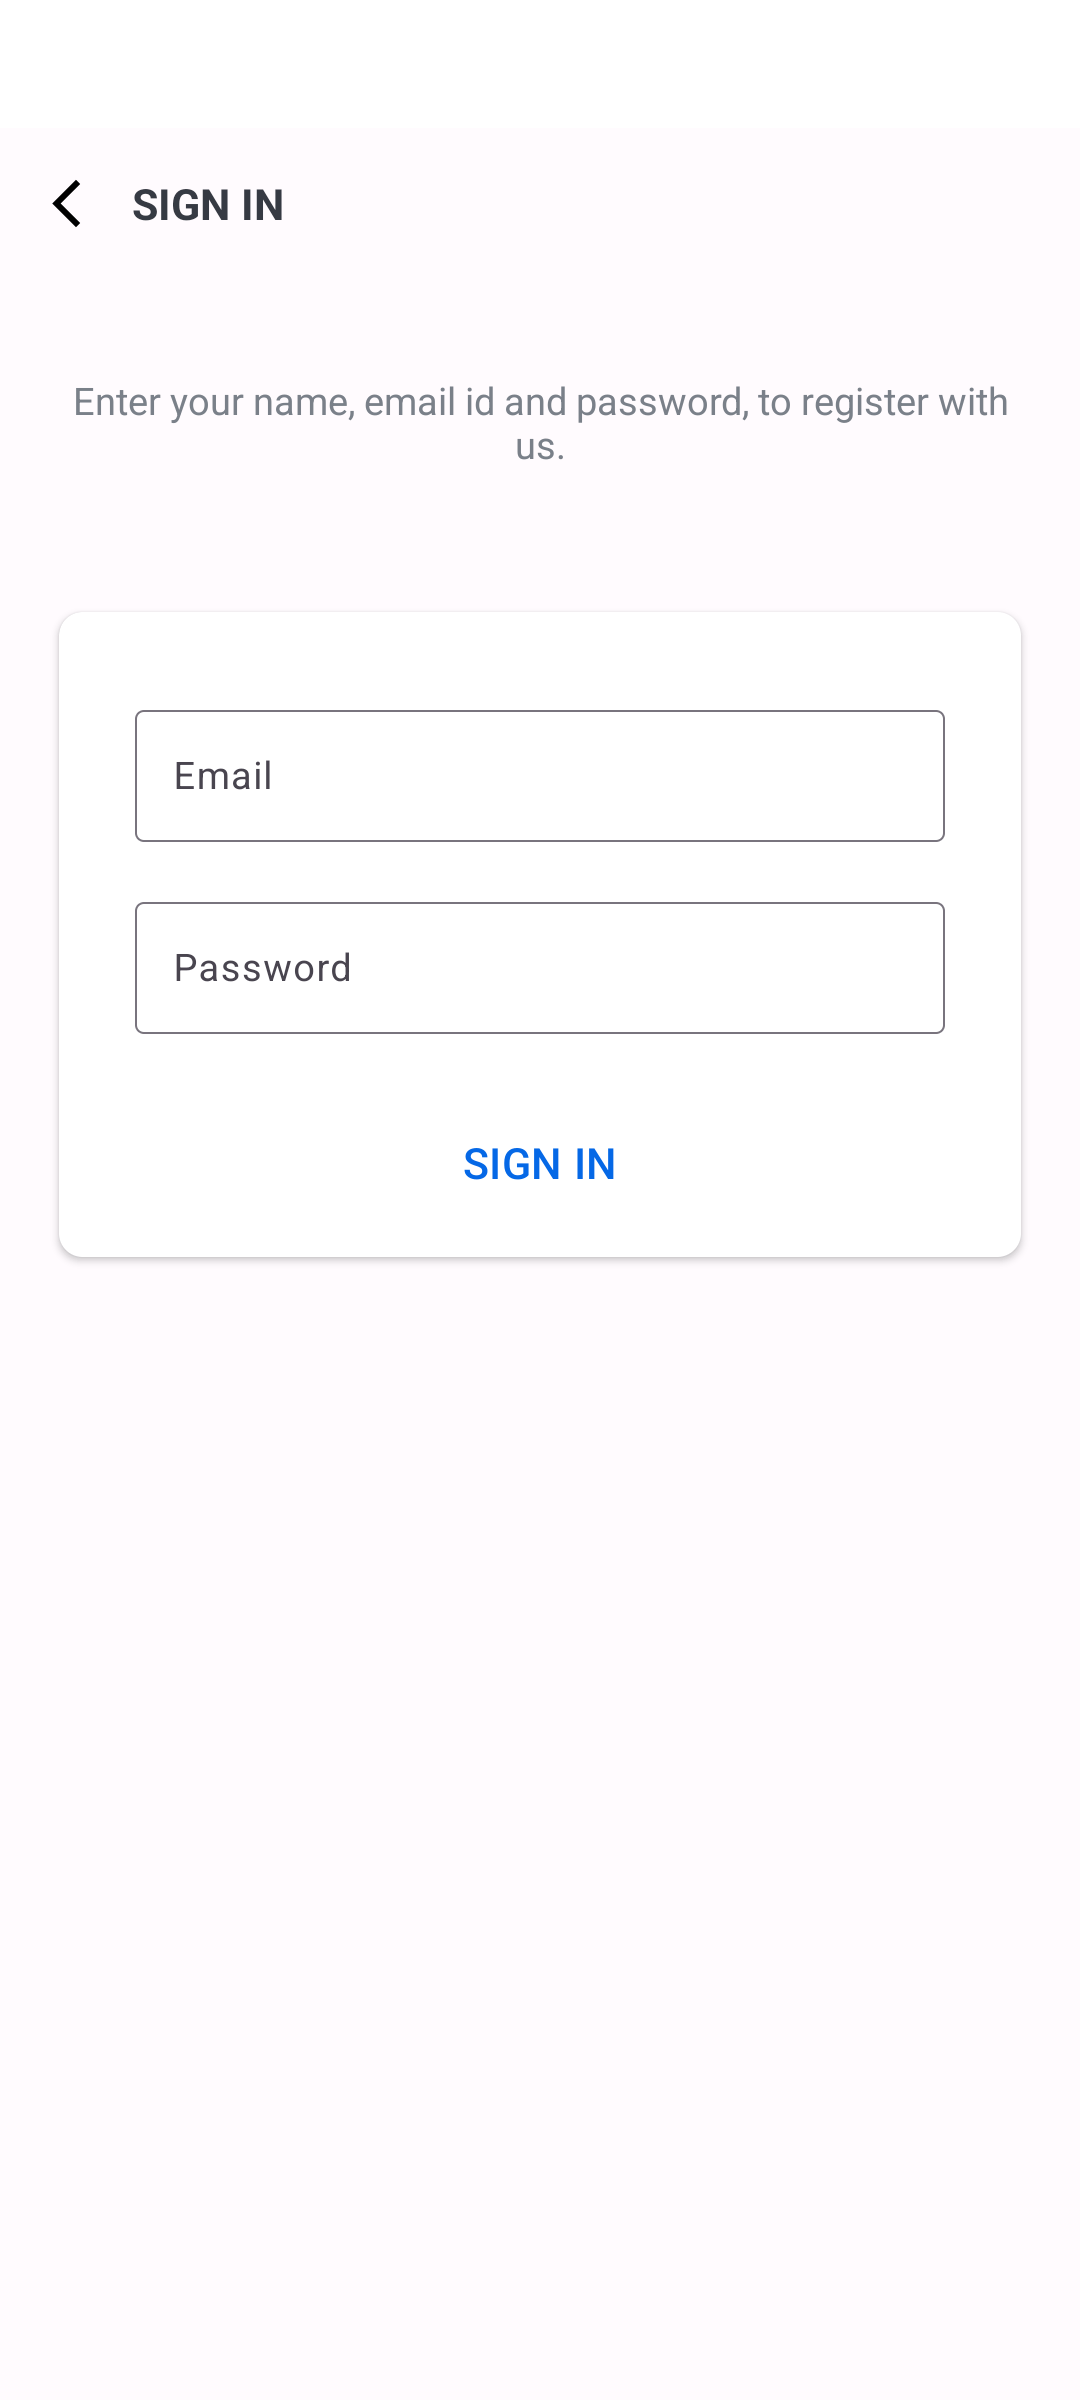 SIGN IN
Enter your name, email id and password, to register with
us.
Email
Password
SIGN IN